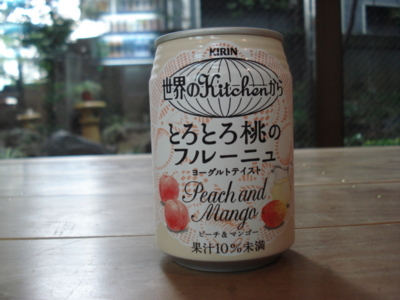 KIRIN
世界のKitchenから
とろとろ桃の
フルーニュ
ヨーグルトテイスト
Peach and
Mango
ピーチ&マンゴー
果汁10%未満